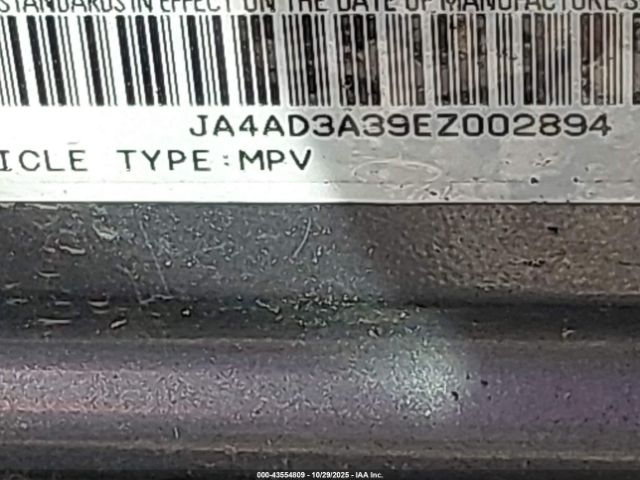 STANDARDS IN EFFECT ON THE DATE OF MANUFACTURE S
JA4AD3A39EZ002894
ICLE TYPE:MPV
000-43554809 | 10/29/2025 | IAA Inc.